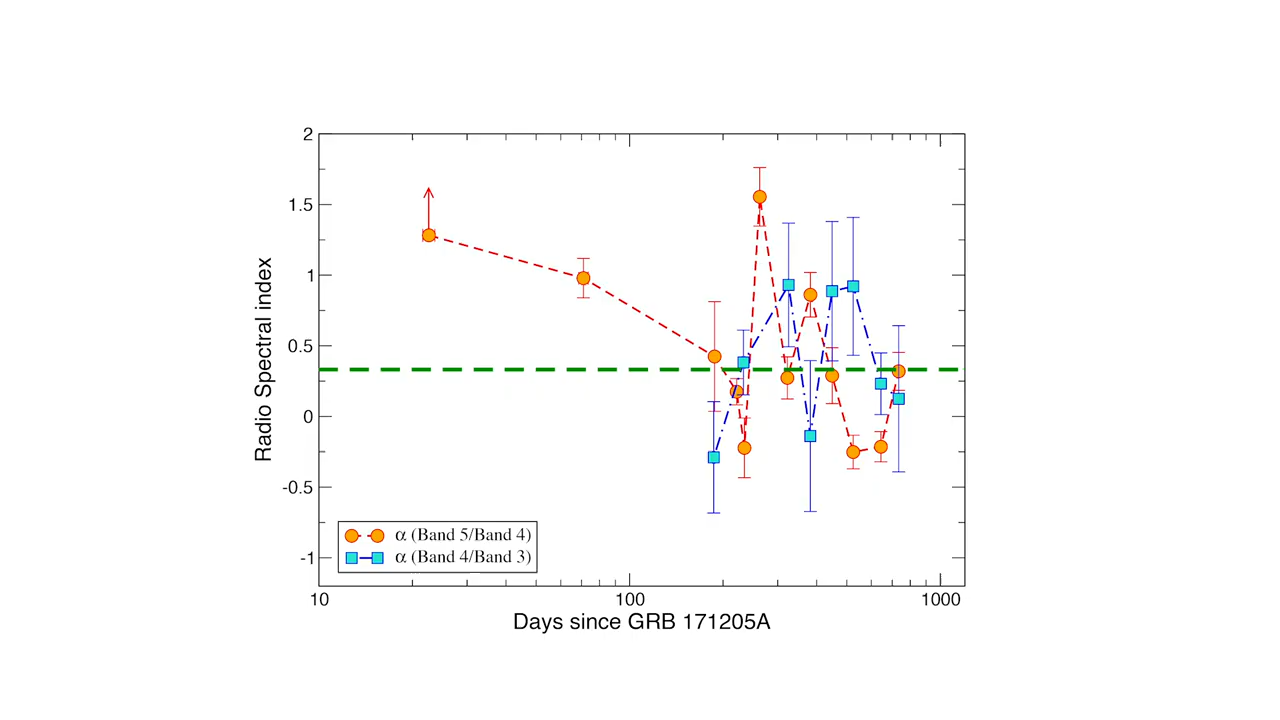 2
1.5
1
0.5
0
-0.5
-1
Radio Spectral index
α (Band 5/Band 4)
α (Band 4/Band 3)
10
100
1000
Days since GRB 171205A